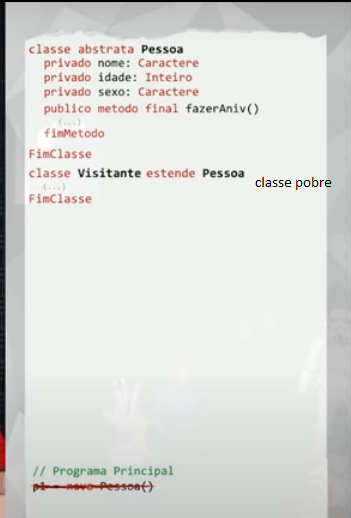 classe abstrata Pessoa
privado nome: Caractere
privado idade: Inteiro
privado sexo: Caractere
publico metodo final fazerAniv()
(...)
fimMetodo
FimClasse
classe Visitante estende Pessoa
classe pobre
(...)
FimClasse
// Programa Principal
p1 = novo Pessoa()